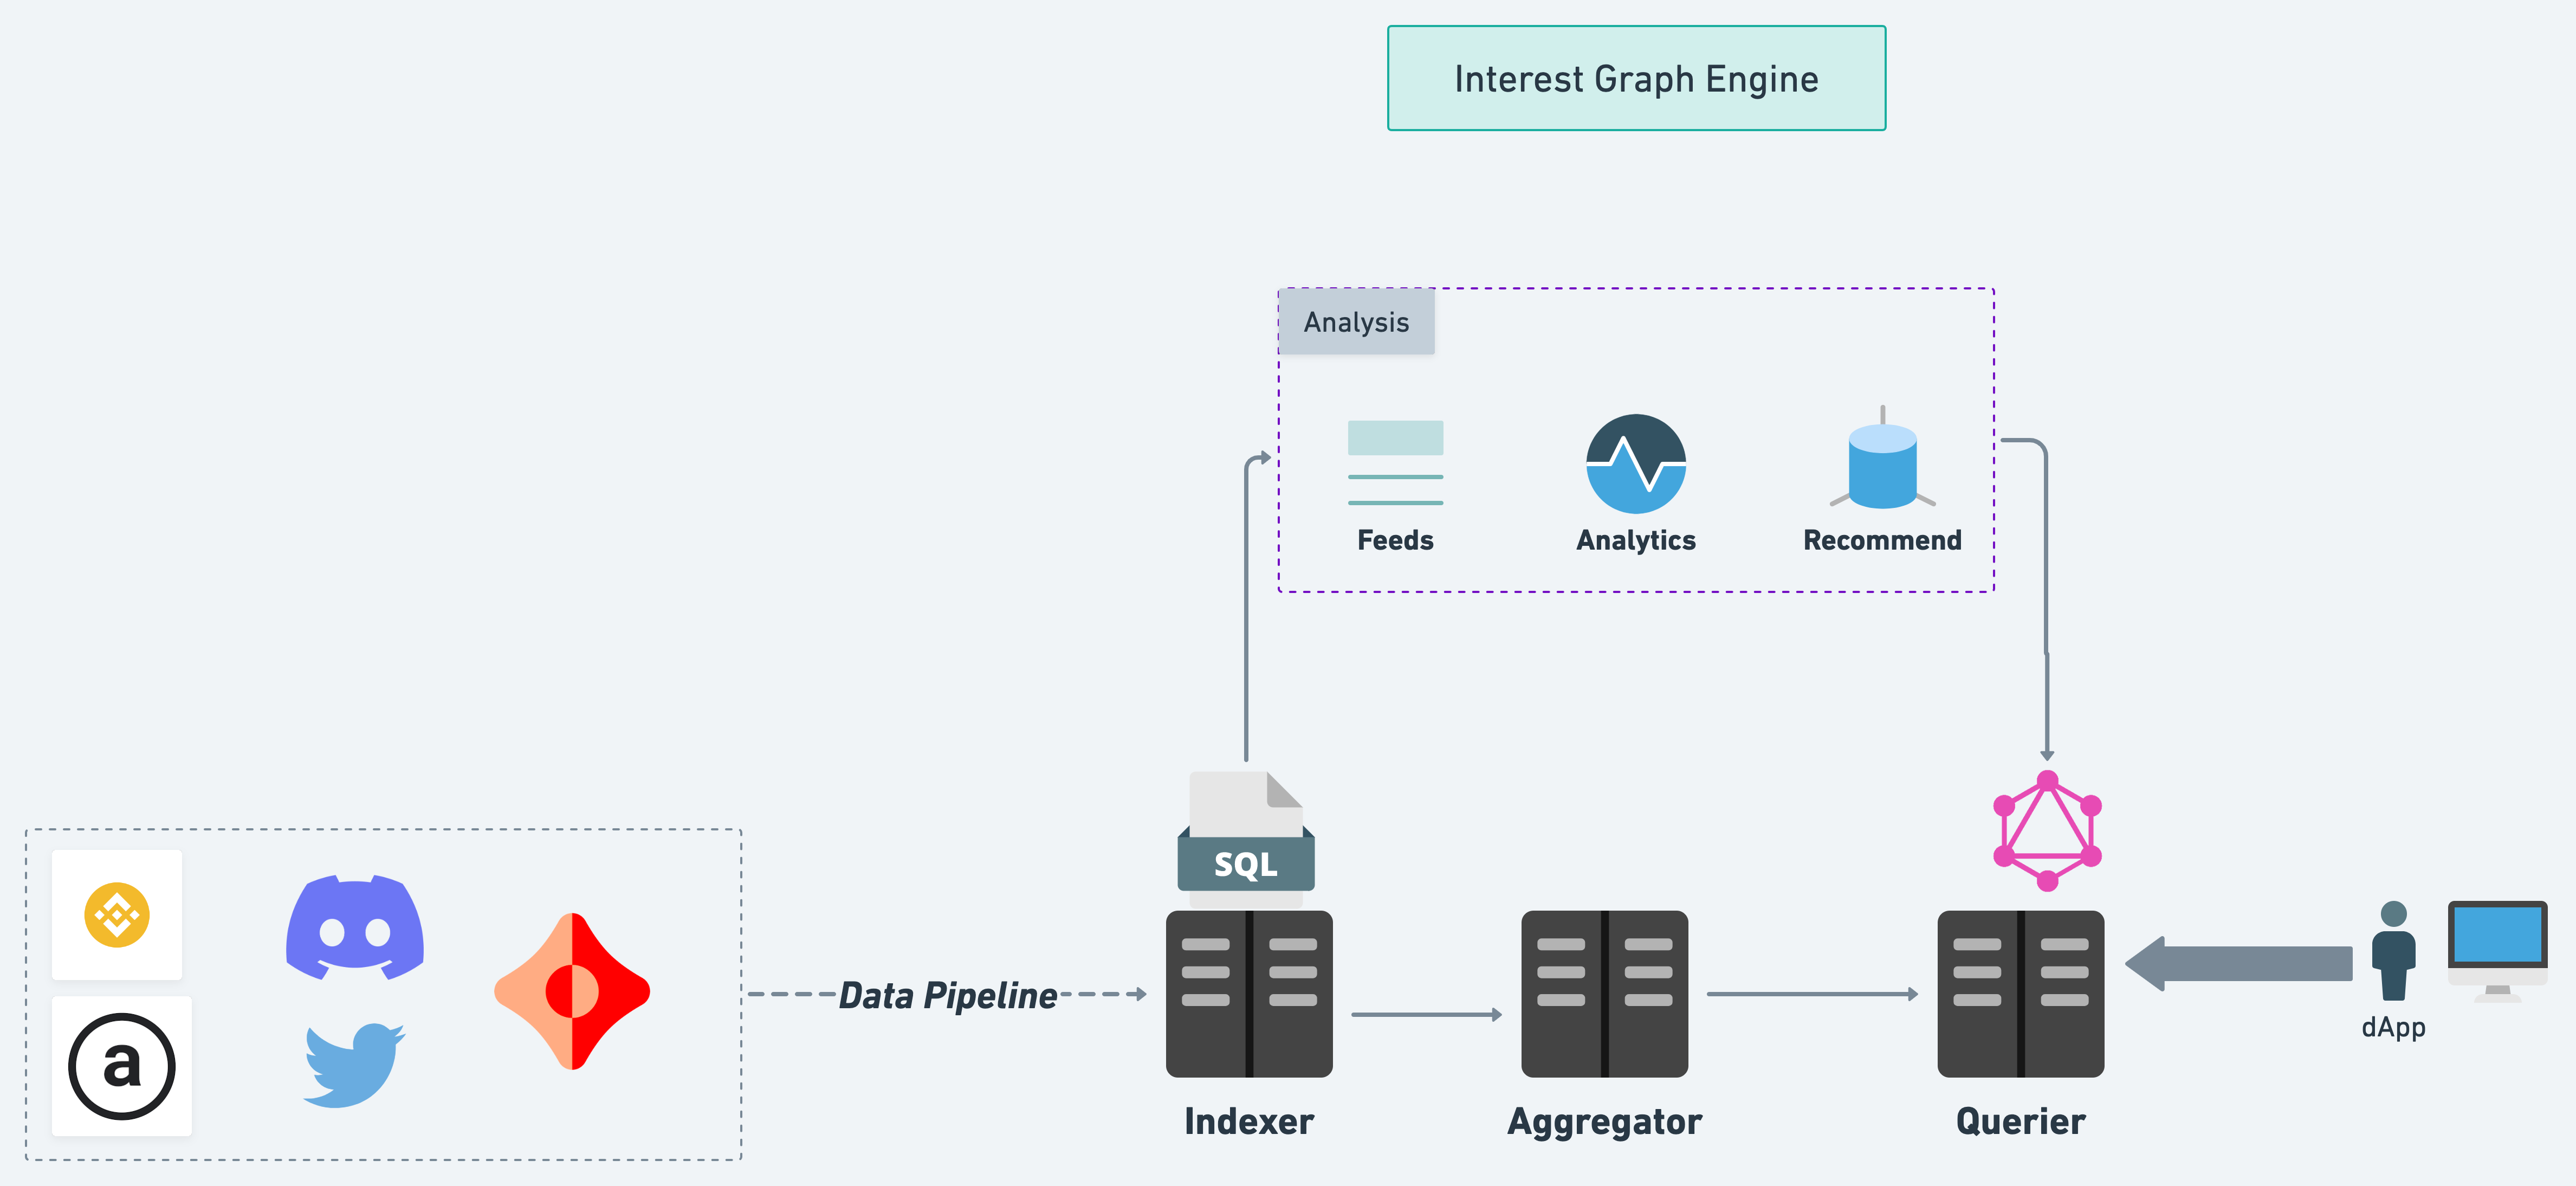 Interest Graph Engine
Analysis
Feeds
Analytics
Recommend
SQL
a
Data Pipeline
Indexer
Aggregator
Querier
dApp